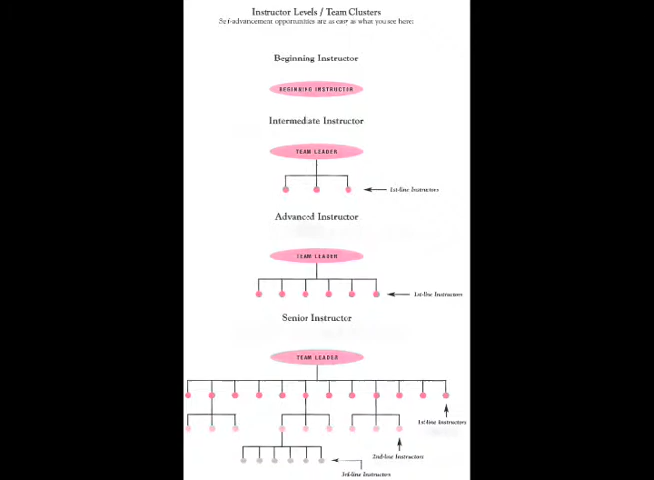 Instructor Levels / Team Clusters
Self-advancement opportunities are as easy as what you see here:
Beginning Instructor
BEGINNING INSTRUCTOR
Intermediate Instructor
TEAM LEADER
1st-line Instructors
Advanced Instructor
TEAM LEADER
1st-line Instructors
Senior Instructor
TEAM LEADER
1st-line Instructors
2nd-line Instructors
3rd-line Instructors